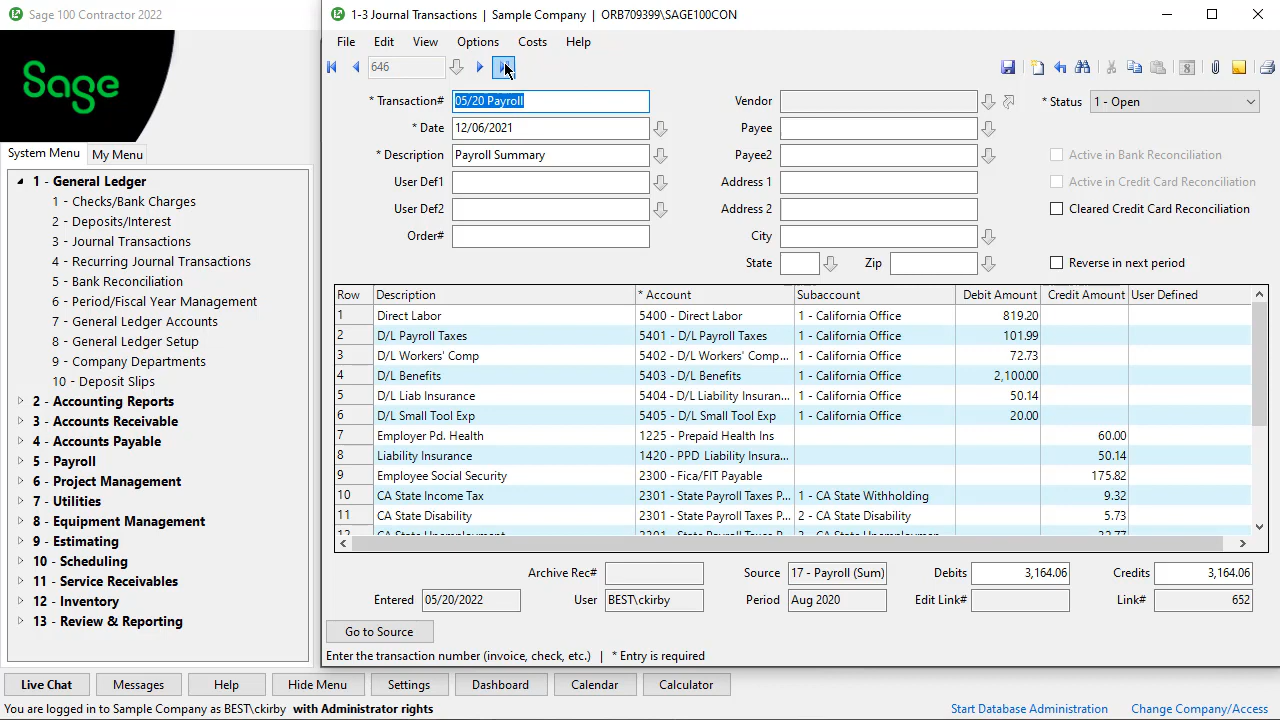 Sage 100 Contractor 2022
Sage
System Menu My Menu
1 - General Ledger
1 - Checks/Bank Charges
2 - Deposits/Interest
3 - Journal Transactions
4 - Recurring Journal Transactions
5 - Bank Reconciliation
6 - Period/Fiscal Year Management
7 - General Ledger Accounts
8 - General Ledger Setup
9 - Company Departments
10 - Deposit Slips
2 - Accounting Reports
3 - Accounts Receivable
4 - Accounts Payable
5 - Payroll
6 - Project Management
7 - Utilities
8 - Equipment Management
9 - Estimating
10 - Scheduling
11 - Service Receivables
12 - Inventory
13 - Review & Reporting
1-3 Journal Transactions | Sample Company | ORB709399\SAGE100CON
File Edit View Options Costs Help
646
* Transaction# 05/20 Payroll Vendor * Status 1 - Open
* Date 12/06/2021 Payee
* Description Payroll Summary Payee2 Active in Bank Reconciliation
User Def1 Address 1 Active in Credit Card Reconciliation
User Def2 Address 2 Cleared Credit Card Reconciliation
Order# City
State Zip Reverse in next period
Row Description * Account Subaccount Debit Amount Credit Amount User Defined
1 Direct Labor 5400 - Direct Labor 1 - California Office 819.20
2 D/L Payroll Taxes 5401 - D/L Payroll Taxes 1 - California Office 101.99
3 D/L Workers' Comp 5402 - D/L Workers' Comp... 1 - California Office 72.73
4 D/L Benefits 5403 - D/L Benefits 1 - California Office 2,100.00
5 D/L Liab Insurance 5404 - D/L Liability Insuran... 1 - California Office 50.14
6 D/L Small Tool Exp 5405 - D/L Small Tool Exp 1 - California Office 20.00
7 Employer Pd. Health 1225 - Prepaid Health Ins 60.00
8 Liability Insurance 1420 - PPD Liability Insura... 50.14
9 Employee Social Security 2300 - Fica/FIT Payable 175.82
10 CA State Income Tax 2301 - State Payroll Taxes P... 1 - CA State Withholding 9.32
11 CA State Disability 2301 - State Payroll Taxes P... 2 - CA State Disability 5.73
Archive Rec# Source 17 - Payroll (Sum) Debits 3,164.06 Credits 3,164.06
Entered 05/20/2022 User BEST\ckirby Period Aug 2020 Edit Link# Link# 652
Go to Source
Enter the transaction number (invoice, check, etc.) | * Entry is required
Live Chat Messages Help Hide Menu Settings Dashboard Calendar Calculator
You are logged in to Sample Company as BEST\ckirby with Administrator rights Start Database Administration Change Company/Access